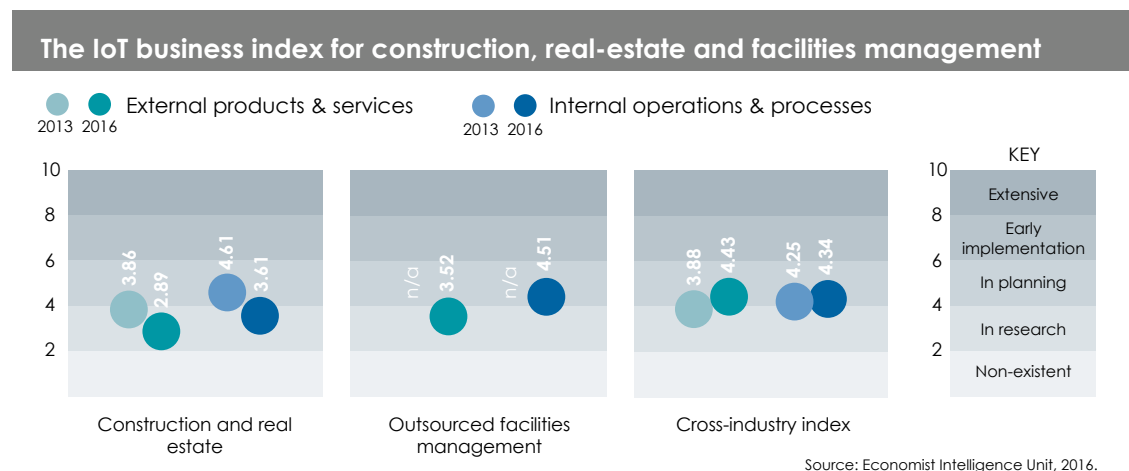 The IoT business index for construction, real-estate and facilities management
External products & services
2013 2016
Internal operations & processes
2013 2016
10
8
6
4
2
3.86
2.89
4.61
3.61
Construction and real
estate
n/a
3.52
n/a
4.51
Outsourced facilities
management
3.88
4.43
4.25
4.34
Cross-industry index
KEY
10
8
6
4
2
Extensive
Early
implementation
In planning
In research
Non-existent
Source: Economist Intelligence Unit, 2016.